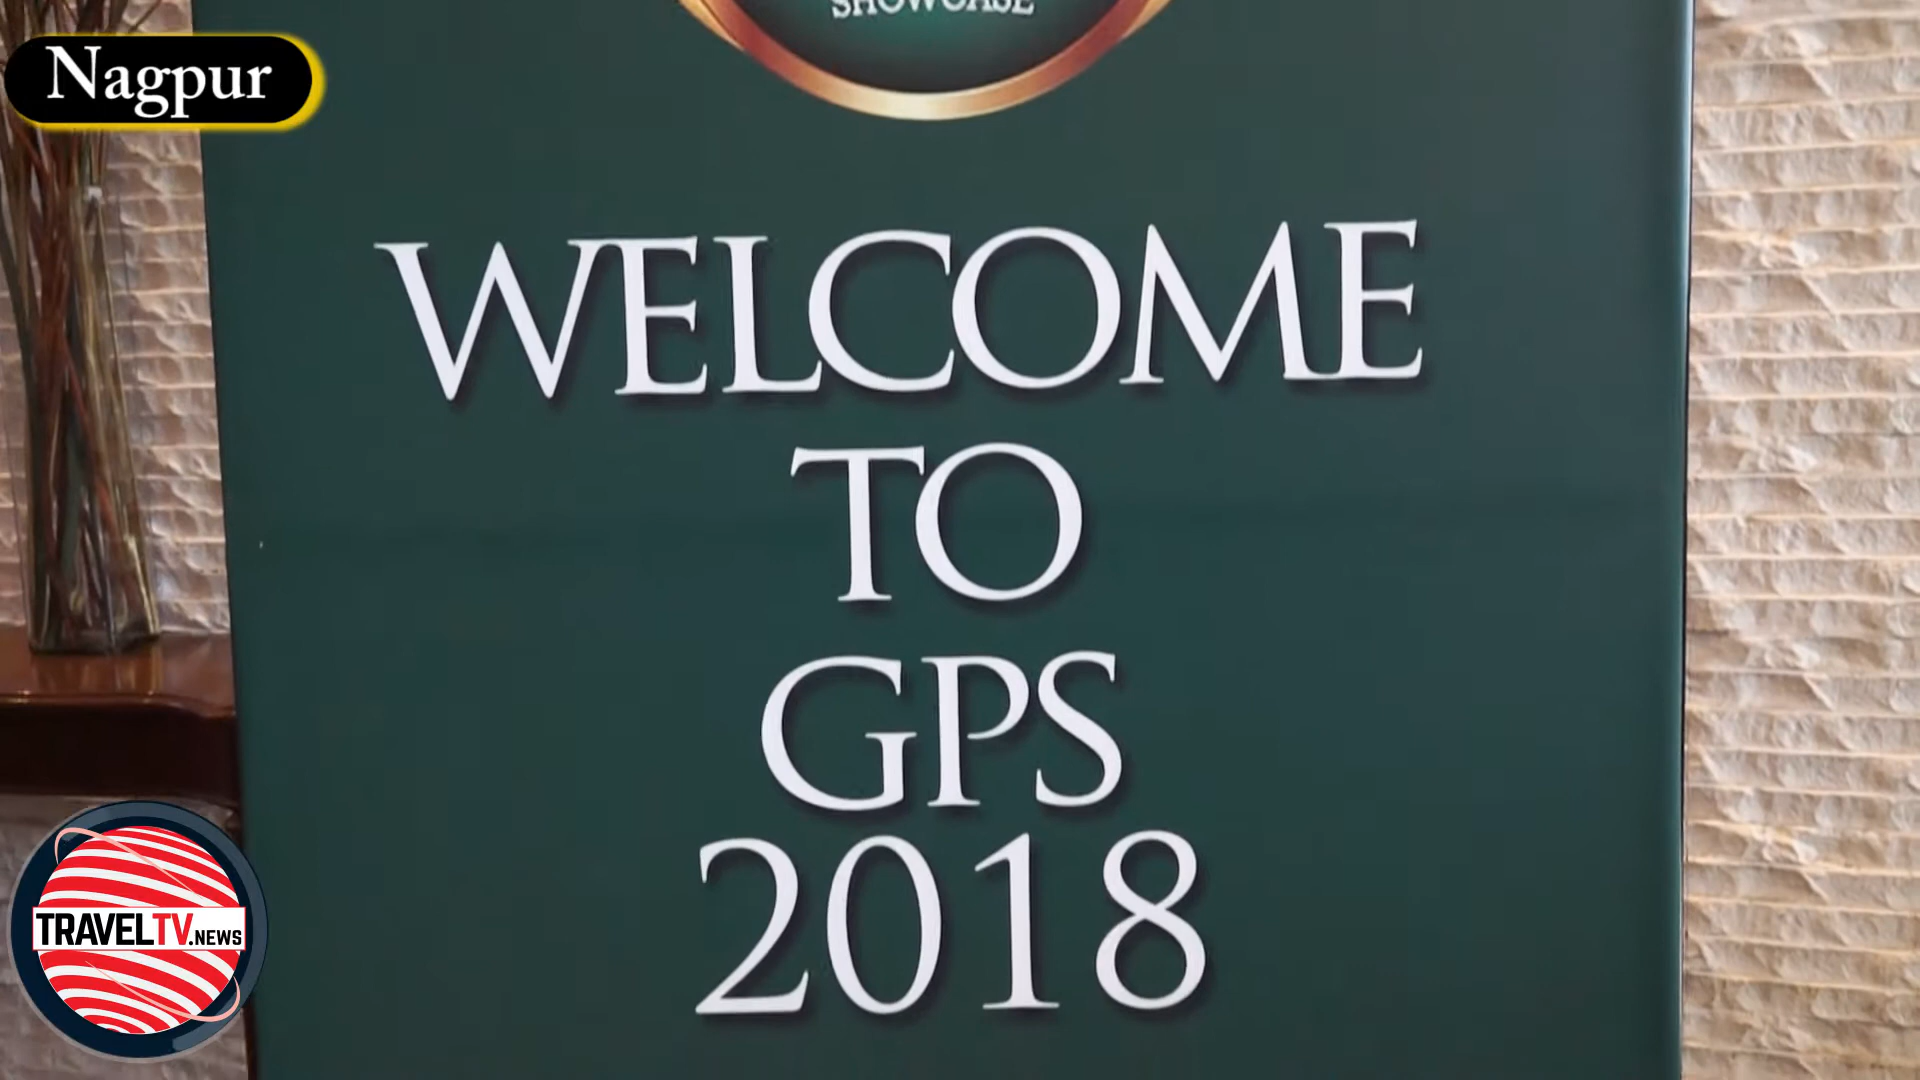 SHOWCASE
Nagpur
WELCOME
TO
GPS
2018
TRAVELTV.NEWS